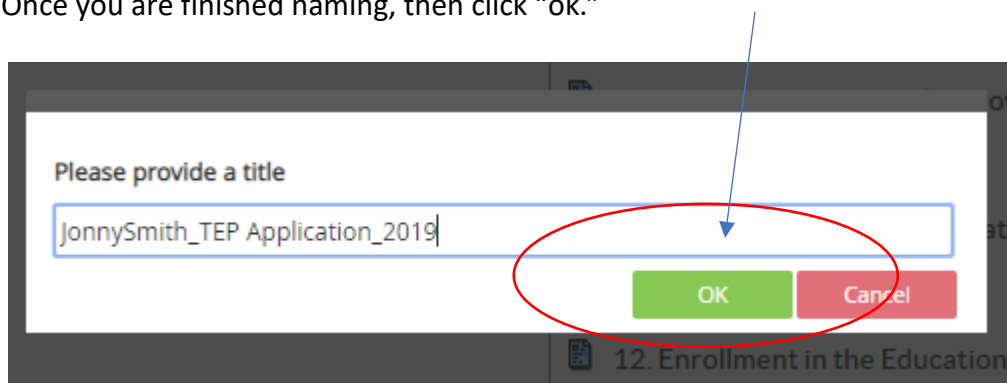 Once you are finished naming, then click "ok."
Please provide a title
JonnySmith_TEP Application_2019
OK Cancel
12. Enrollment in the Education